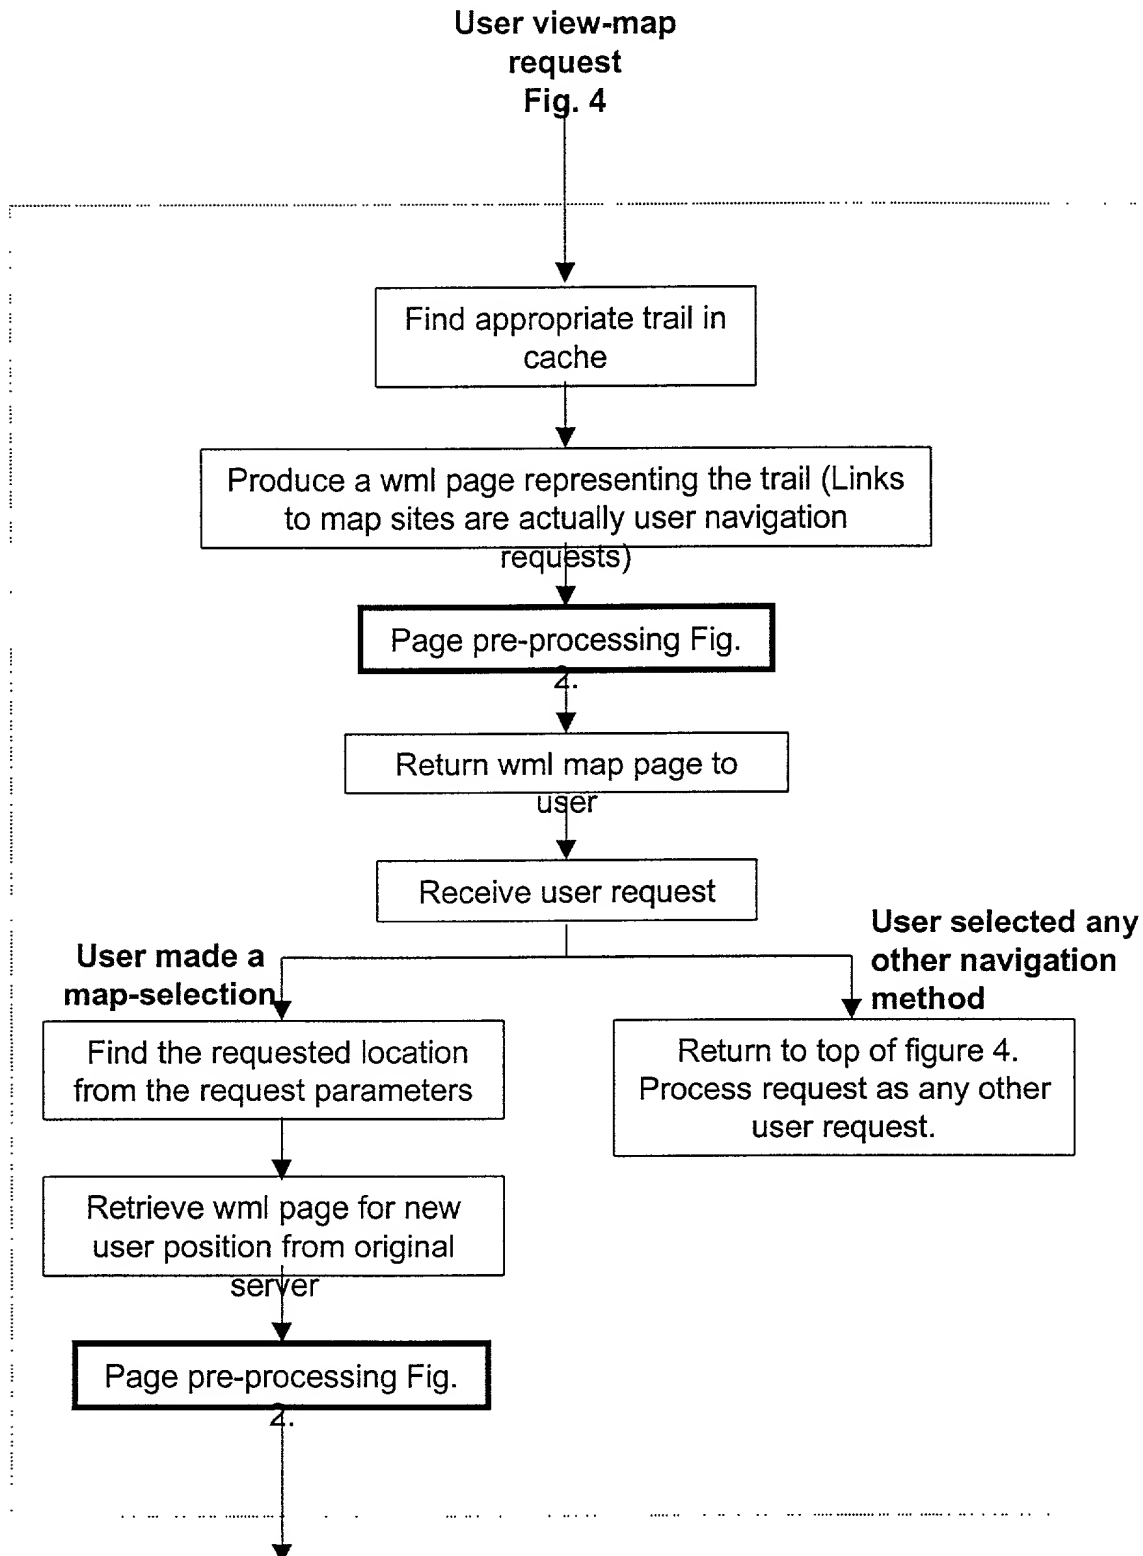 User view-map
request
Fig. 4
Find appropriate trail in
cache
Produce a wml page representing the trail (Links
to map sites are actually user navigation
requests)
Page pre-processing Fig.
2.
Return wml map page to
user
Receive user request
User made a
map-selection
User selected any
other navigation
method
Find the requested location
from the request parameters
Return to top of figure 4.
Process request as any other
user request.
Retrieve wml page for new
user position from original
server
Page pre-processing Fig.
2.